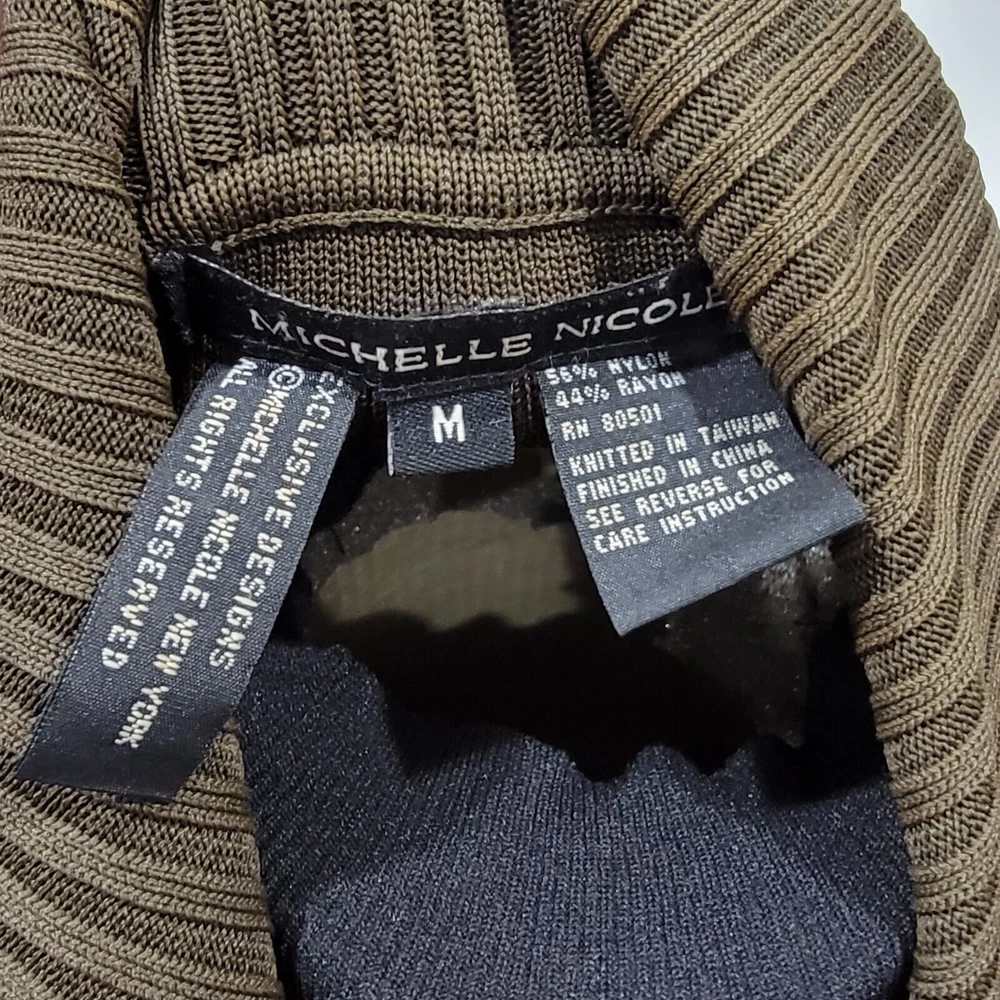 MICHELLE NICOLE
M
EXCLUSIVE DESIGNS
©MICHELLE NICOLE NEW YORK
ALL RIGHTS RESERVED
56% NYLON
44% RAYON
RN 80501
KNITTED IN TAIWAN
FINISHED IN CHINA
SEE REVERSE FOR
CARE INSTRUCTION